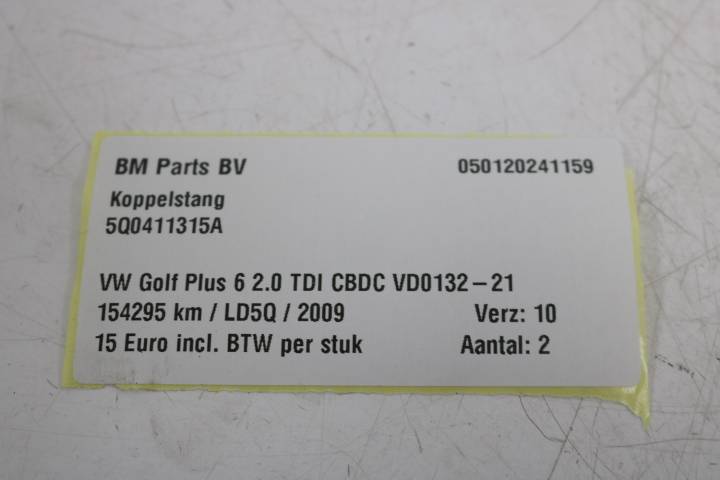 BM Parts BV 050120241159
Koppelstang
5Q0411315A
VW Golf Plus 6 2.0 TDI CBDC VD0132-21
154295 km / LD5Q / 2009 Verz: 10
15 Euro incl. BTW per stuk Aantal: 2